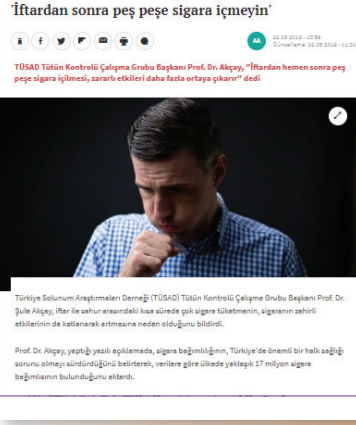 'İftardan sonra peş peşe sigara içmeyin'
AA
22.05.2019 - 10:59
TÜSAD Tütün Kontrolü Çalışma Grubu Başkanı Prof. Dr. Akçay, "İftardan hemen sonra peş
peşe sigara içilmesi, zararlı etkileri daha fazla ortaya çıkarır" dedi
Türkiye Solunum Araştırmaları Derneği (TÜSAD) Tütün Kontrolü Çalışma Grubu Başkanı Prof. Dr.
Şule Akçay, iftar ile sahur arasındaki kısa sürede çok sigara tüketmenin, sigaranın zehirli
etkilerinin de katlanarak artmasına neden olduğunu bildirdi.
Prof. Dr. Akçay, yaptığı yazılı açıklamada, sigara bağımlılığının, Türkiye'de önemli bir halk sağlığı
sorunu olmayı sürdürdüğünü belirterek, verilere göre ülkede yaklaşık 17 milyon sigara
bağımlısının bulunduğunu aktardı.